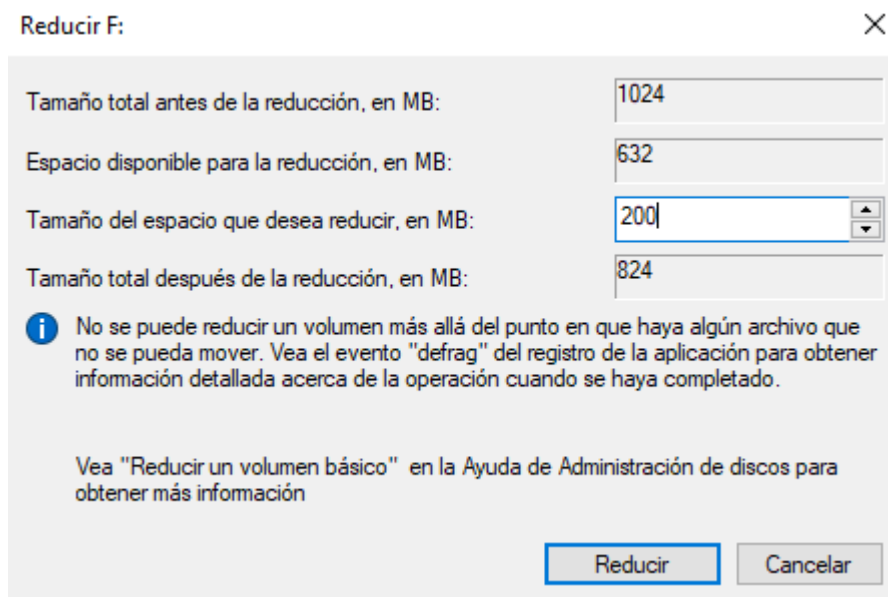 Reducir F:
Tamaño total antes de la reducción, en MB: 1024
Espacio disponible para la reducción, en MB: 632
Tamaño del espacio que desea reducir, en MB: 200
Tamaño total después de la reducción, en MB: 824
No se puede reducir un volumen más allá del punto en que haya algún archivo que
no se pueda mover. Vea el evento "defrag" del registro de la aplicación para obtener
información detallada acerca de la operación cuando se haya completado.
Vea "Reducir un volumen básico"  en la Ayuda de Administración de discos para
obtener más información
Reducir Cancelar